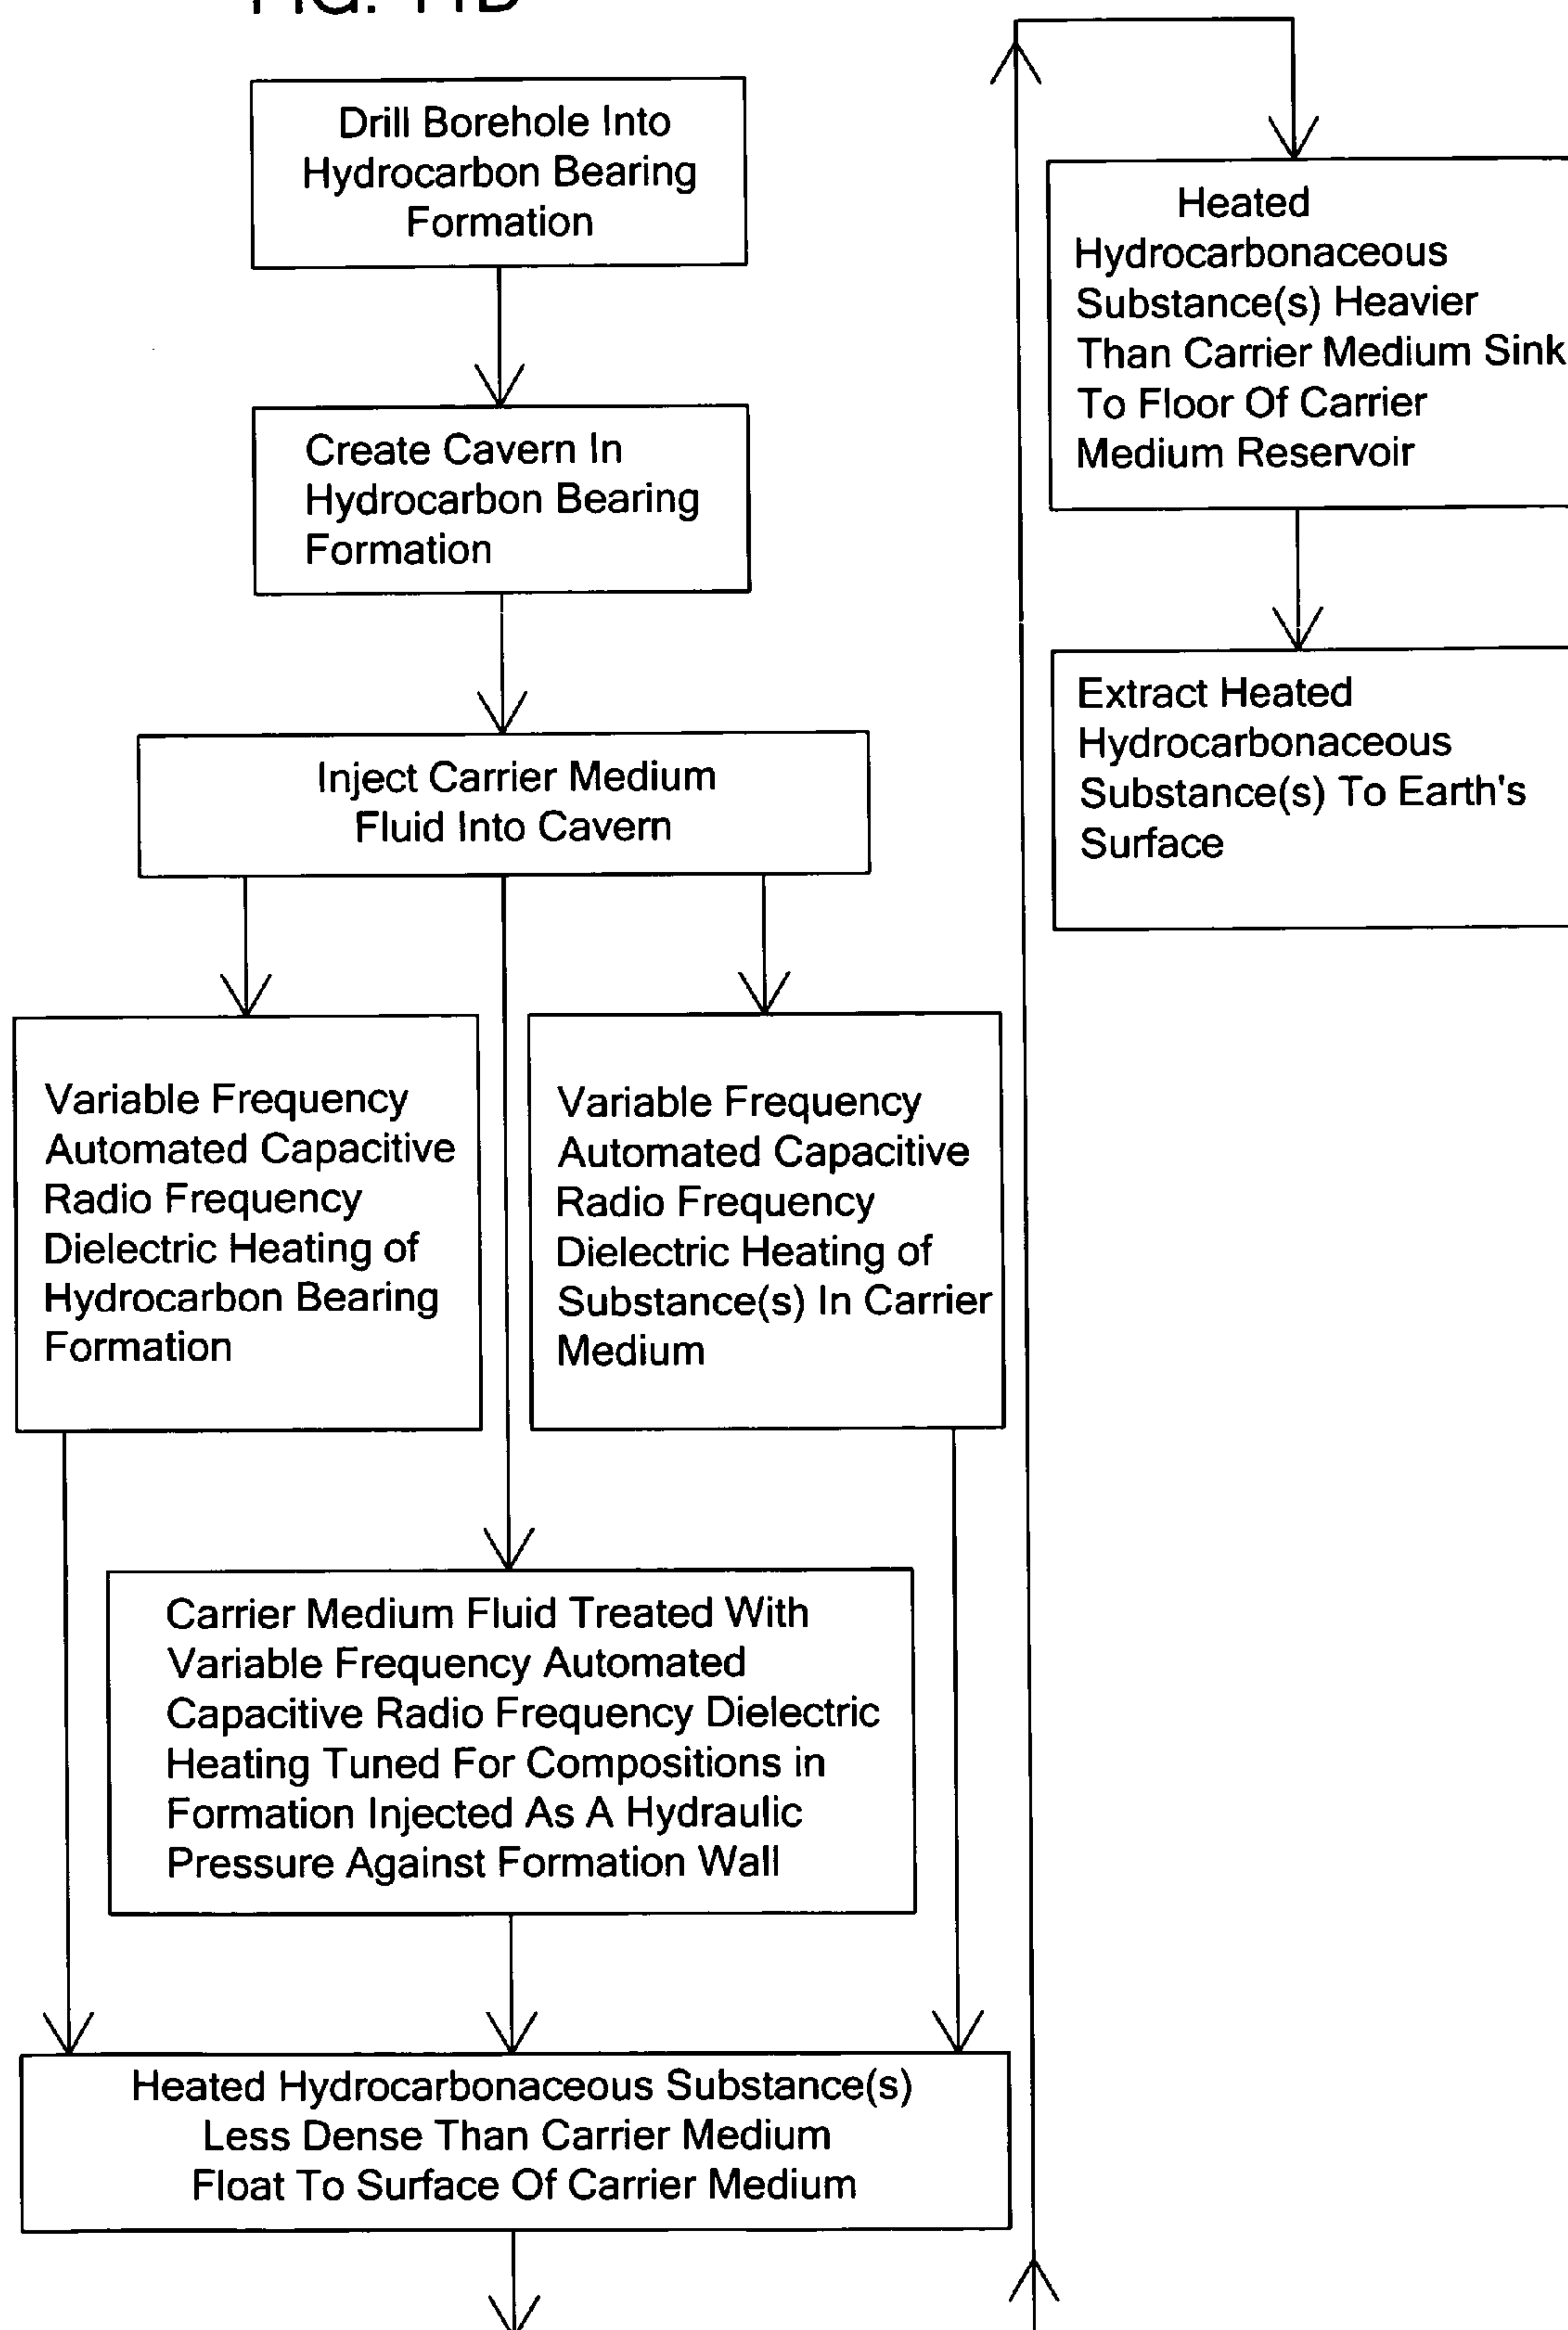 Drill Borehole Into
Hydrocarbon Bearing
Formation
Create Cavern In
Hydrocarbon Bearing
Formation
Inject Carrier Medium
Fluid Into Cavern
Variable Frequency
Automated Capacitive
Radio Frequency
Dielectric Heating of
Hydrocarbon Bearing
Formation
Variable Frequency
Automated Capacitive
Radio Frequency
Dielectric Heating of
Substance(s) In Carrier
Medium
Carrier Medium Fluid Treated With
Variable Frequency Automated
Capacitive Radio Frequency Dielectric
Heating Tuned For Compositions in
Formation Injected As A Hydraulic
Pressure Against Formation Wall
Heated Hydrocarbonaceous Substance(s)
Less Dense Than Carrier Medium
Float To Surface Of Carrier Medium
Heated
Hydrocarbonaceous
Substance(s) Heavier
Than Carrier Medium Sink
To Floor Of Carrier
Medium Reservoir
Extract Heated
Hydrocarbonaceous
Substance(s) To Earth's
Surface